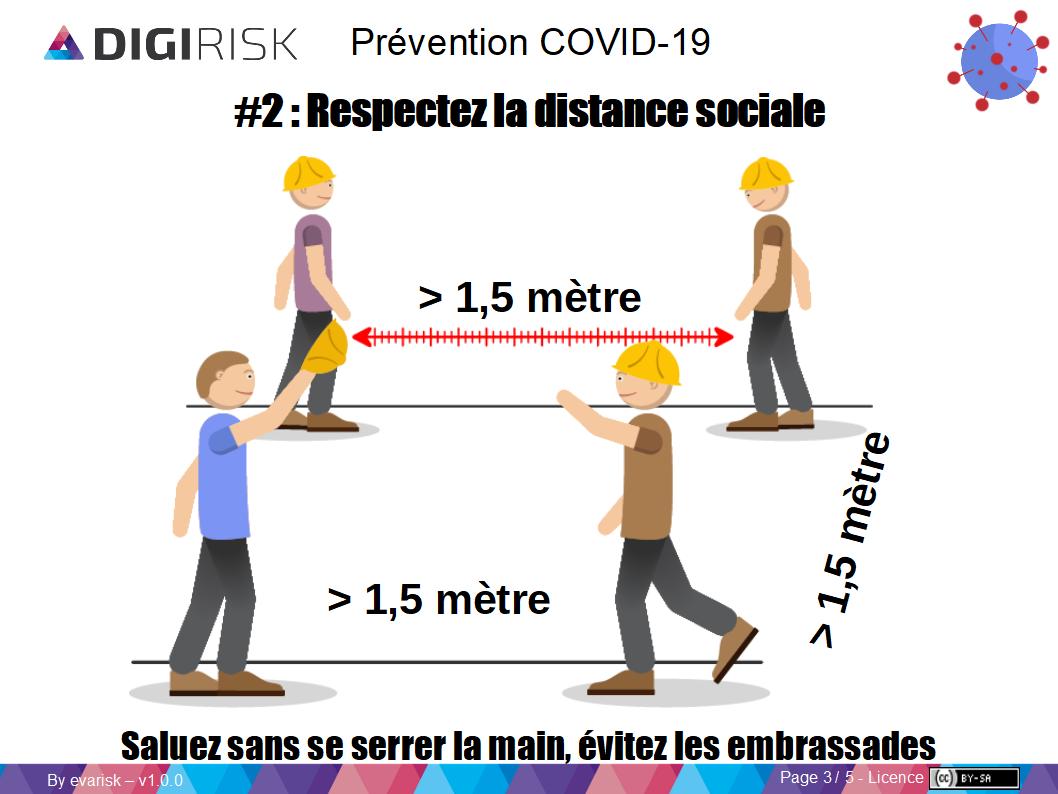 DIGIRISK
Prévention COVID-19
#2 : Respectez la distance sociale
> 1,5 mètre
> 1,5 mètre
> 1,5 mètre
Saluez sans se serrer la main, évitez les embrassades
By evarisk – v1.0.0
Page 3 / 5 - Licence
(cc) BY-SA